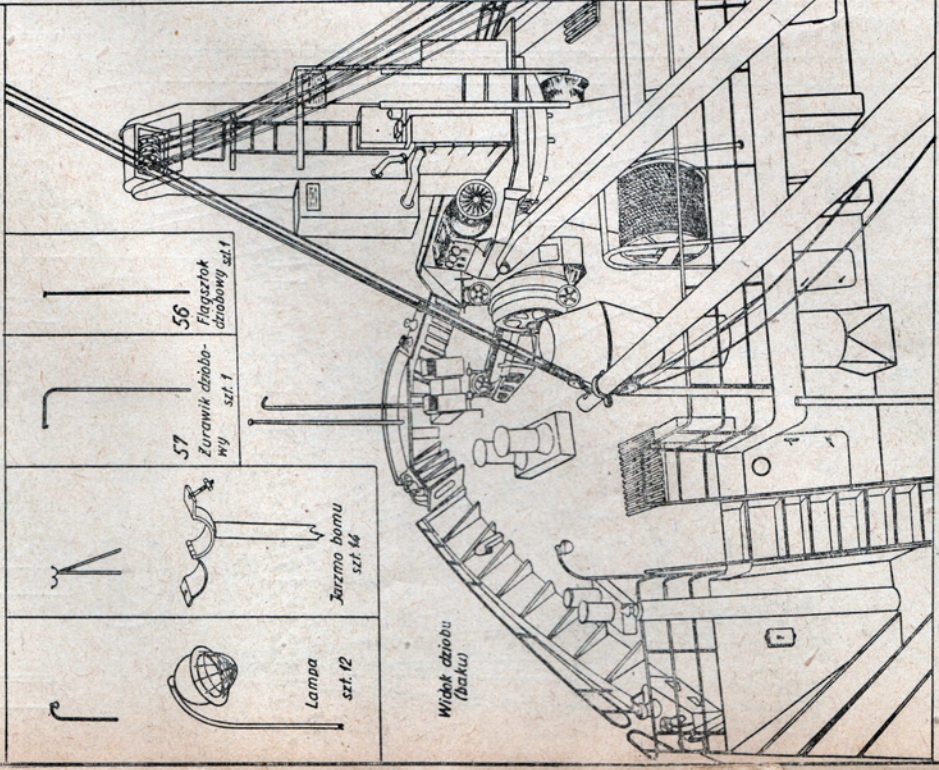 56
Flagsztok
dziobowy szt.1
57
Żurawik dziobo-
wy szt. 1
Jarzmo bomu
szt. 14
Lampa
szt. 12
Widok dziobu
(baku)